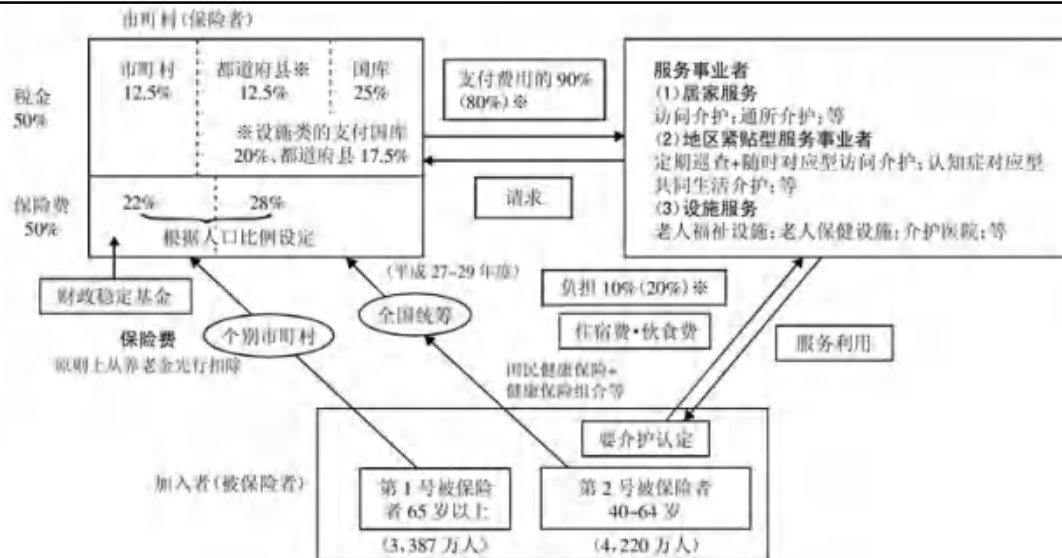 市町村(保险者)
税金
50%
市町村
12.5%
都道府县※
12.5%
国库
25%
※设施类的支付国库
20%、都道府县 17.5%
保险费
50%
22%
28%
根据人口比例设定
支付费用的 90%
(80%)※
请求
服务事业者
(1)居家服务
访问介护;通所介护;等
(2)地区紧贴型服务事业者
定期巡查+随时对应型访问介护;认知症对应型
共同生活介护;等
(3)设施服务
老人福祉设施;老人保健设施;介护医院;等
财政稳定基金
保险费
原则上从养老金先行扣除
个别市町村
(平成 27-29 年度)
全国统筹
国民健康保险+
健康保险组合等
负担 10%(20%)※
住宿费·饮食费
服务利用
要介护认定
加入者(被保险者)
第 1 号被保险
者 65 岁以上
(3,387 万人)
第 2 号被保险者
40-64 岁
(4,220 万人)